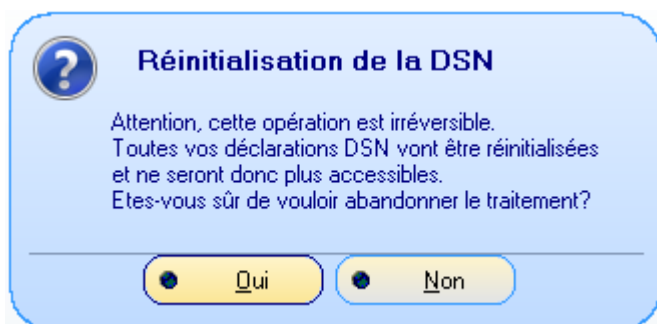 Réinitialisation de la DSN
Attention, cette opération est irréversible.
Toutes vos déclarations DSN vont être réinitialisées
et ne seront donc plus accessibles.
Etes-vous sûr de vouloir abandonner le traitement?
Oui
Non